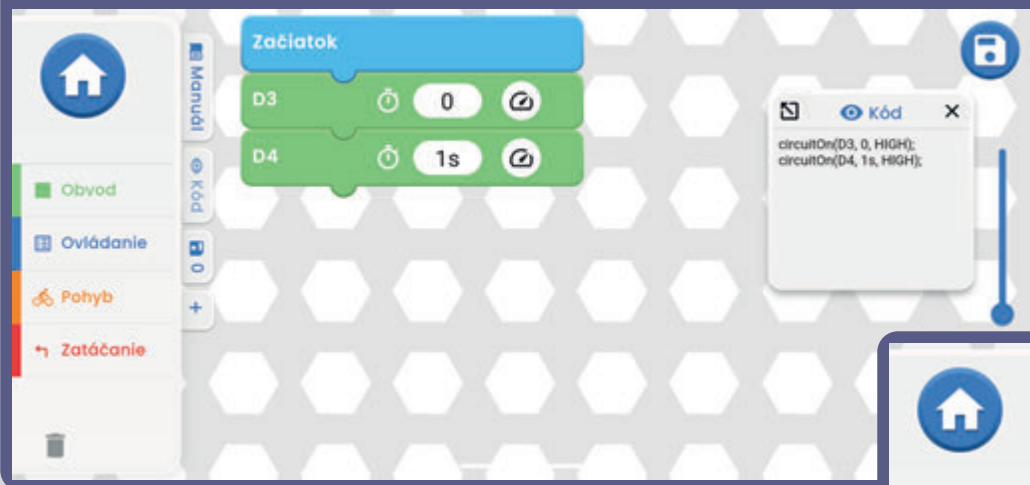 Začiatok
D3
0
D4
1s
Manuál
Kód
0
+
Obvod
Ovládanie
Pohyb
Zatáčanie
Kód
circuitOn(D3, 0, HIGH);
circuitOn(D4, 1s, HIGH);